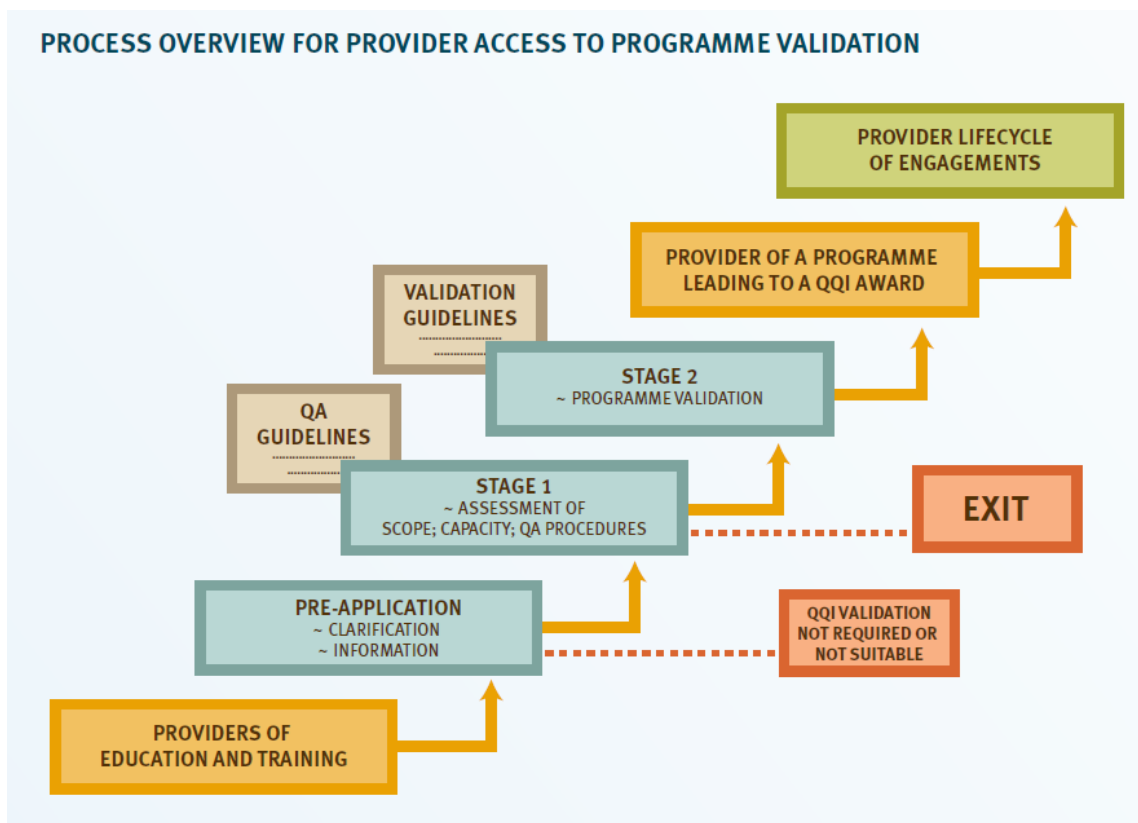 PROCESS OVERVIEW FOR PROVIDER ACCESS TO PROGRAMME VALIDATION
PROVIDER LIFECYCLE
OF ENGAGEMENTS
PROVIDER OF A PROGRAMME
LEADING TO A QQI AWARD
VALIDATION
GUIDELINES
STAGE 2
~ PROGRAMME VALIDATION
QA
GUIDELINES
STAGE 1
~ ASSESSMENT OF
SCOPE; CAPACITY; QA PROCEDURES
EXIT
PRE-APPLICATION
~ CLARIFICATION
~ INFORMATION
QQI VALIDATION
NOT REQUIRED OR
NOT SUITABLE
PROVIDERS OF
EDUCATION AND TRAINING